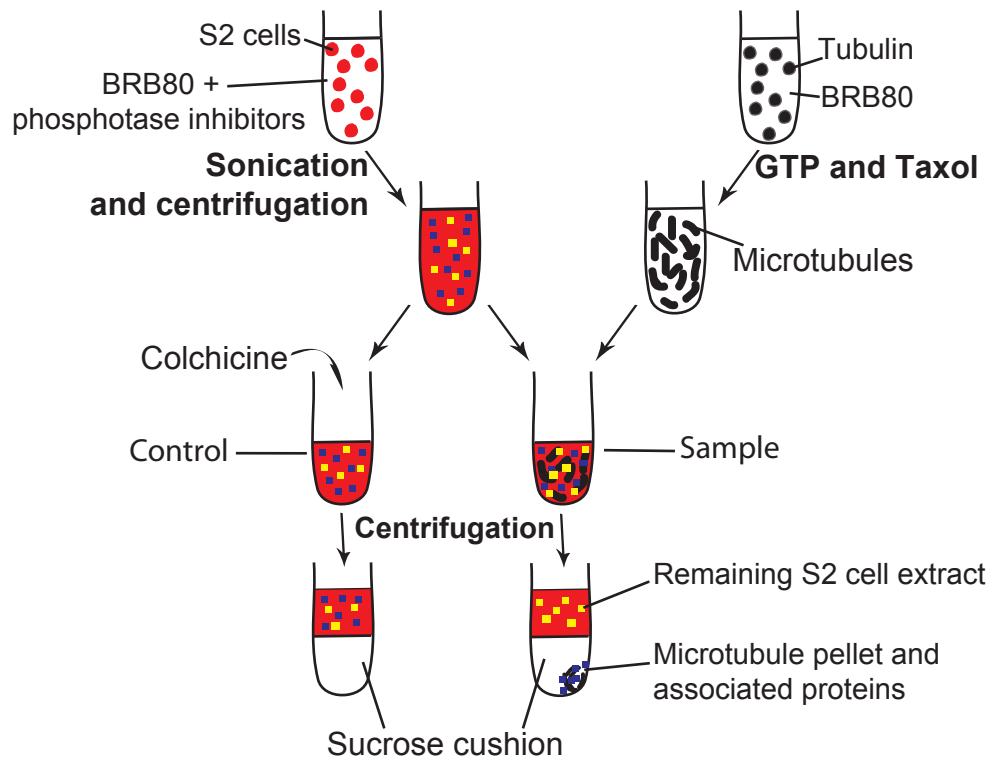 S2 cells
BRB80 +
phosphotase inhibitors
Tubulin
BRB80
Sonication
and centrifugation
GTP and Taxol
Microtubules
Colchicine
Control
Sample
Centrifugation
Remaining S2 cell extract
Microtubule pellet and
associated proteins
Sucrose cushion